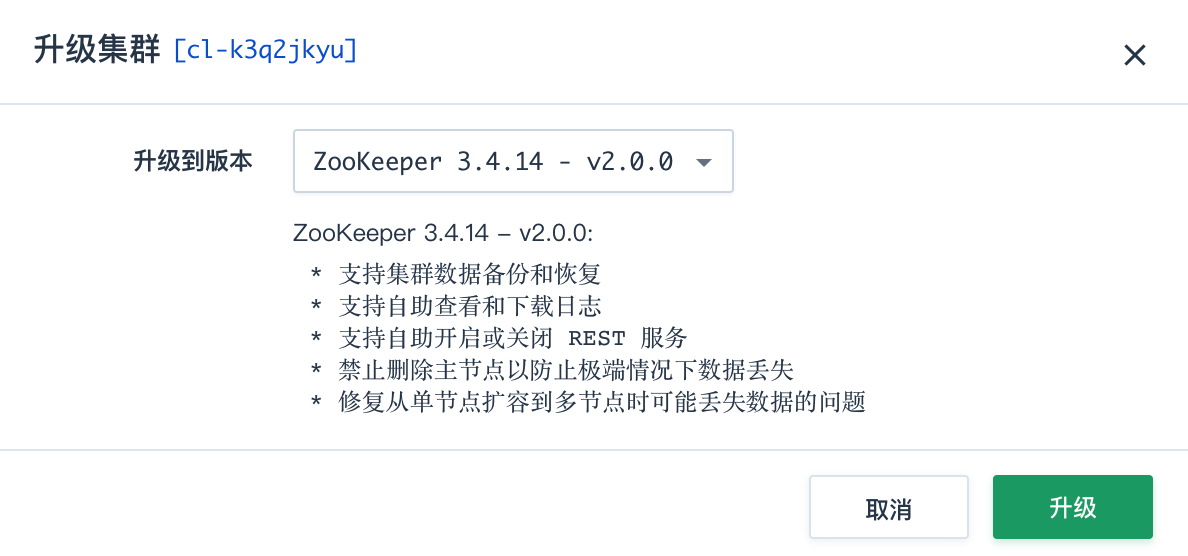 升级集群 [cl-k3q2jkyu]
升级到版本 ZooKeeper 3.4.14 - v2.0.0
ZooKeeper 3.4.14 – v2.0.0:
* 支持集群数据备份和恢复
* 支持自助查看和下载日志
* 支持自助开启或关闭 REST 服务
* 禁止删除主节点以防止极端情况下数据丢失
* 修复从单节点扩容到多节点时可能丢失数据的问题
取消 升级